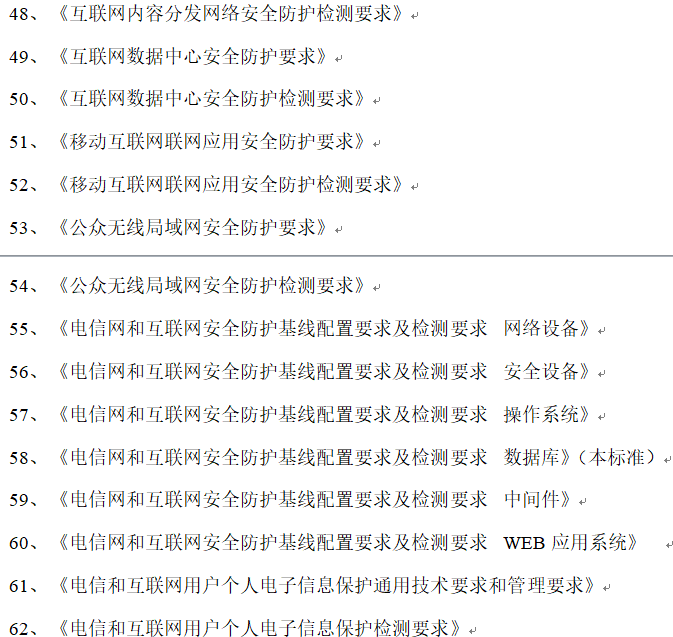 48、《互联网内容分发网络安全防护检测要求》
49、《互联网数据中心安全防护要求》
50、《互联网数据中心安全防护检测要求》
51、《移动互联网联网应用安全防护要求》
52、《移动互联网联网应用安全防护检测要求》
53、《公众无线局域网安全防护要求》
54、《公众无线局域网安全防护检测要求》
55、《电信网和互联网安全防护基线配置要求及检测要求 网络设备》
56、《电信网和互联网安全防护基线配置要求及检测要求 安全设备》
57、《电信网和互联网安全防护基线配置要求及检测要求 操作系统》
58、《电信网和互联网安全防护基线配置要求及检测要求 数据库》（本标准）
59、《电信网和互联网安全防护基线配置要求及检测要求 中间件》
60、《电信网和互联网安全防护基线配置要求及检测要求 WEB 应用系统》
61、《电信和互联网用户个人电子信息保护通用技术要求和管理要求》
62、《电信和互联网用户个人电子信息保护检测要求》